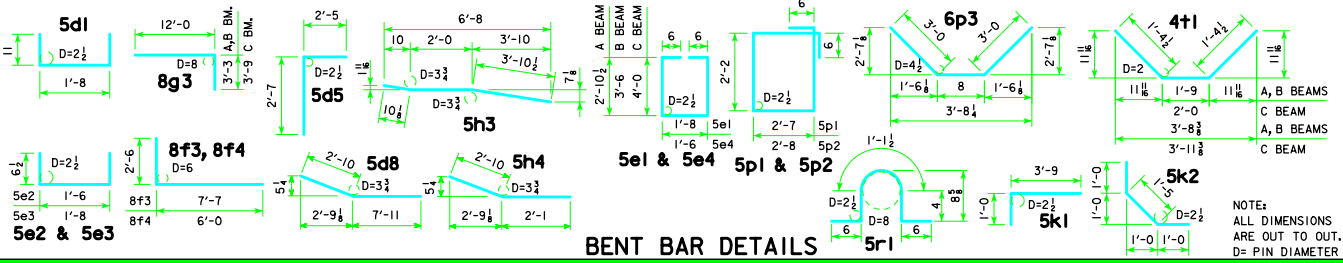 5d1
11
D=2½
1'-8
12'-0
D=8
8g3
3'-3 A,B BM.
3'-9 C BM.
2'-5
D=2½
2'-7
5d5
6'-8
10
2'-0
3'-10
3'-10½
D=3¾
D=3¾
10⅛
7⅞
5h3
A BEAM
B BEAM
C BEAM
2'-10½
3'-6
4'-0
6
6
D=2½
1'-8
5e1
1'-6
5e4
5e1 & 5e4
6
6
2'-2
D=2½
2'-7
5p1
2'-8
5p2
5p1 & 5p2
6p3
3'-0
3'-0
2'-7⅞
2'-7⅞
D=4½
1'-6⅛
8
1'-6⅛
3'-8¼
4t1
1'-4½
1'-4½
11 11/16
11 11/16
D=2
11 11/16
1'-9
11 11/16
A,B BEAMS
2'-0
C BEAM
3'-8⅜
A,B BEAMS
3'-11⅜
C BEAM
6½
D=2½
5e2
1'-6
5e3
1'-8
5e2 & 5e3
8f3, 8f4
2'-6
D=6
8f3
7'-7
8f4
6'-0
5d8
2'-10
5¼
D=3¾
2'-9⅛
7'-11
5h4
2'-10
5¼
D=3¾
2'-9⅛
2'-1
1'-1½
D=2½
D=8
4
8⅝
6
6
5r1
3'-9
1'-0
D=2½
5k1
5k2
1'-0
1'-0
1'-5
D=2½
1'-0
1'-0
BENT BAR DETAILS
NOTE:
ALL DIMENSIONS
ARE OUT TO OUT.
D= PIN DIAMETER